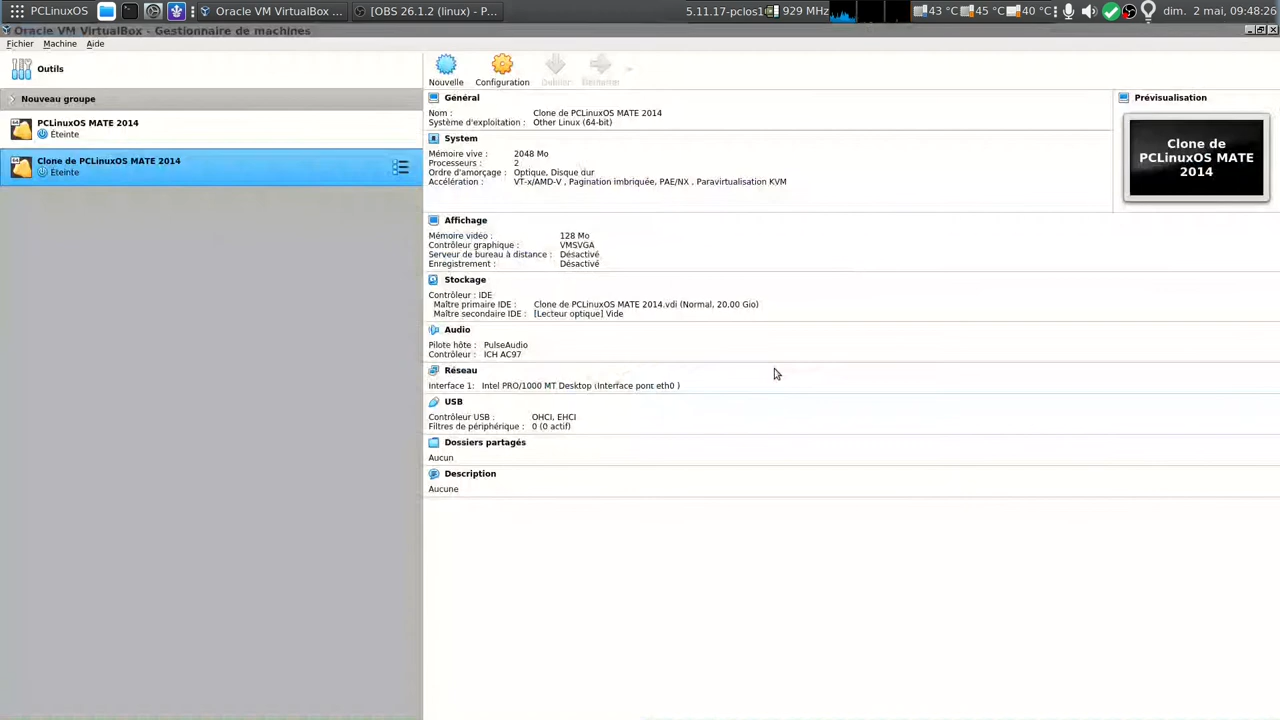 PCLinuxOS
Oracle VM VirtualBox ...
[OBS 26.1.2 (linux) - P...
5.11.17-pclos1
929 MHz
43 °C
45 °C
40 °C
dim. 2 mai, 09:48:26
Oracle VM VirtualBox - Gestionnaire de machines
Fichier Machine Aide
Outils
Nouvelle
Configuration
Oublier
Démarrer
Nouveau groupe
PCLinuxOS MATE 2014
Éteinte
Clone de PCLinuxOS MATE 2014
Éteinte
Général
Nom : Clone de PCLinuxOS MATE 2014
Système d'exploitation : Other Linux (64-bit)
System
Mémoire vive : 2048 Mo
Processeurs : 2
Ordre d'amorçage : Optique, Disque dur
Accélération : VT-x/AMD-V , Pagination imbriquée, PAE/NX , Paravirtualisation KVM
Prévisualisation
Clone de
PCLinuxOS MATE
2014
Affichage
Mémoire vidéo : 128 Mo
Contrôleur graphique : VMSVGA
Serveur de bureau à distance : Désactivé
Enregistrement : Désactivé
Stockage
Contrôleur : IDE
Maître primaire IDE : Clone de PCLinuxOS MATE 2014.vdi (Normal, 20.00 Gio)
Maître secondaire IDE : [Lecteur optique] Vide
Audio
Pilote hôte : PulseAudio
Contrôleur : ICH AC97
Réseau
Interface 1: Intel PRO/1000 MT Desktop (Interface pont eth0 )
USB
Contrôleur USB : OHCI, EHCI
Filtres de périphérique : 0 (0 actif)
Dossiers partagés
Aucun
Description
Aucune